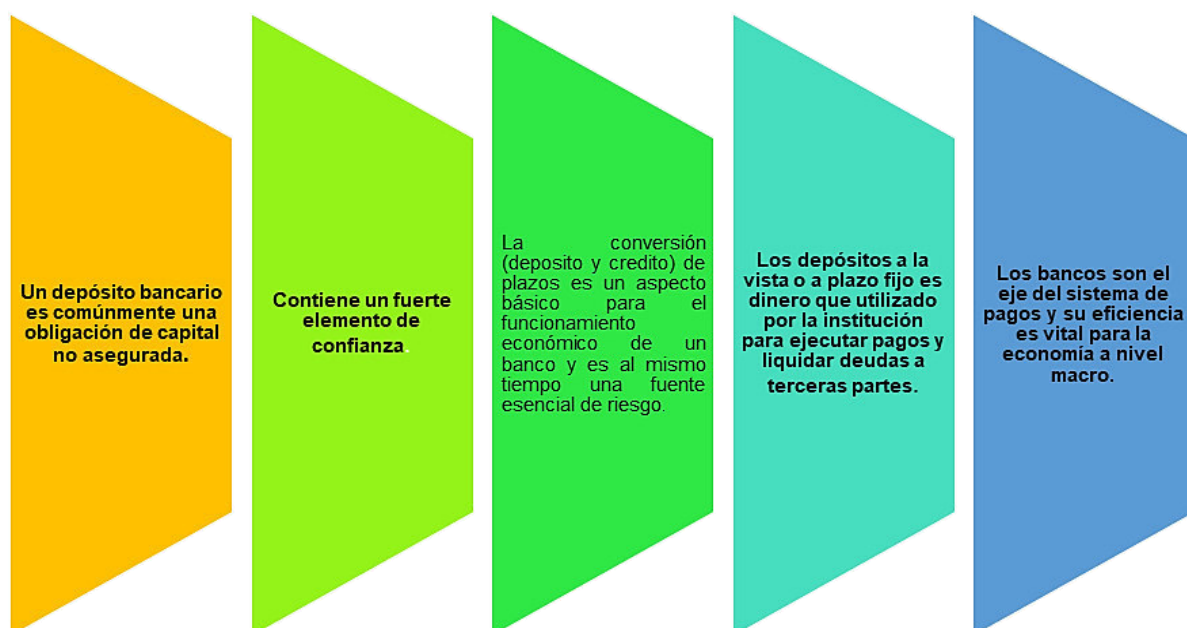 Un depósito bancario
es comúnmente una
obligación de capital
no asegurada.
Contiene un fuerte
elemento de
confianza.
La conversión
(deposito y credito) de
plazos es un aspecto
básico para el
funcionamiento
económico de un
banco y es al mismo
tiempo una fuente
esencial de riesgo.
Los depósitos a la
vista o a plazo fijo es
dinero que utilizado
por la institución
para ejecutar pagos y
liquidar deudas a
terceras partes.
Los bancos son el
eje del sistema de
pagos y su eficiencia
es vital para la
economía a nivel
macro.